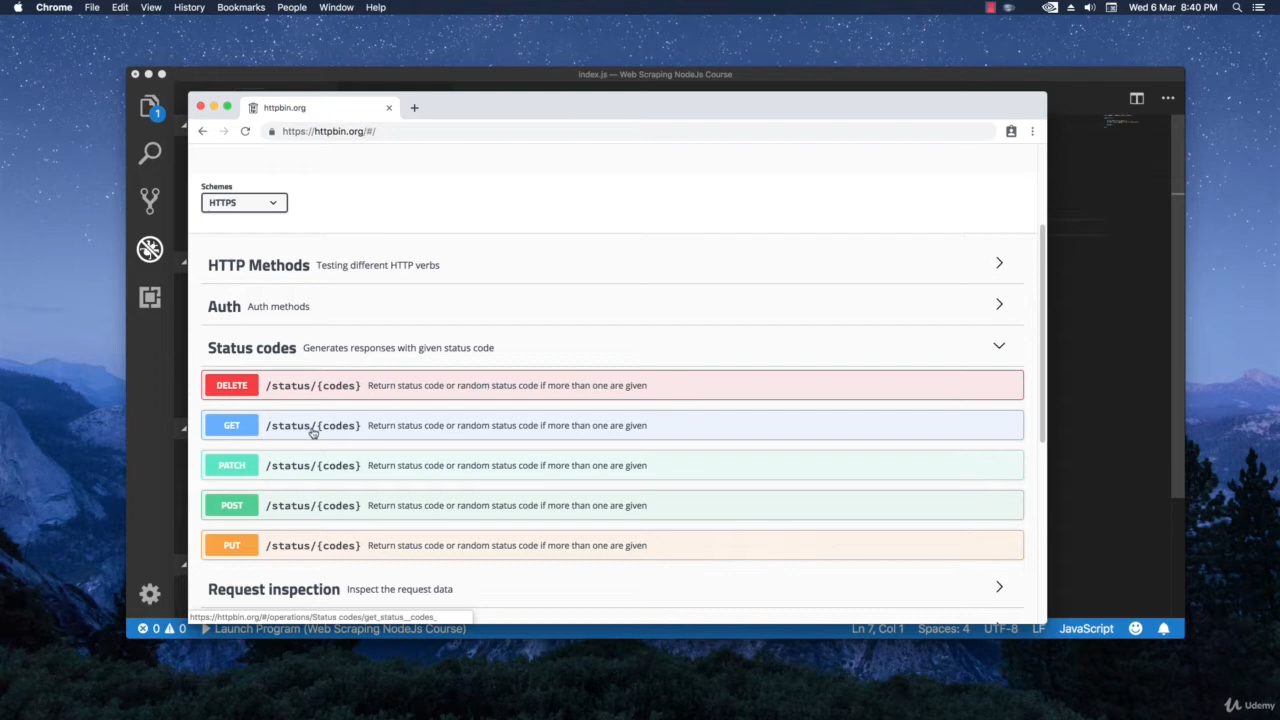 Chrome File Edit View History Bookmarks People Window Help Wed 6 Mar 8:40 PM
index.js — Web Scraping NodeJs Course
1
httpbin.org
https://httpbin.org/#/
Schemes
HTTPS
HTTP Methods Testing different HTTP verbs
Auth Auth methods
Status codes Generates responses with given status code
DELETE /status/{codes} Return status code or random status code if more than one are given
GET /status/{codes} Return status code or random status code if more than one are given
PATCH /status/{codes} Return status code or random status code if more than one are given
POST /status/{codes} Return status code or random status code if more than one are given
PUT /status/{codes} Return status code or random status code if more than one are given
Request inspection Inspect the request data
https://httpbin.org/#/operations/Status codes/get_status__codes_
0 0 Launch Program (Web Scraping NodeJs Course) Ln 7, Col 1 Spaces: 4 UTF-8 LF JavaScript
Udemy